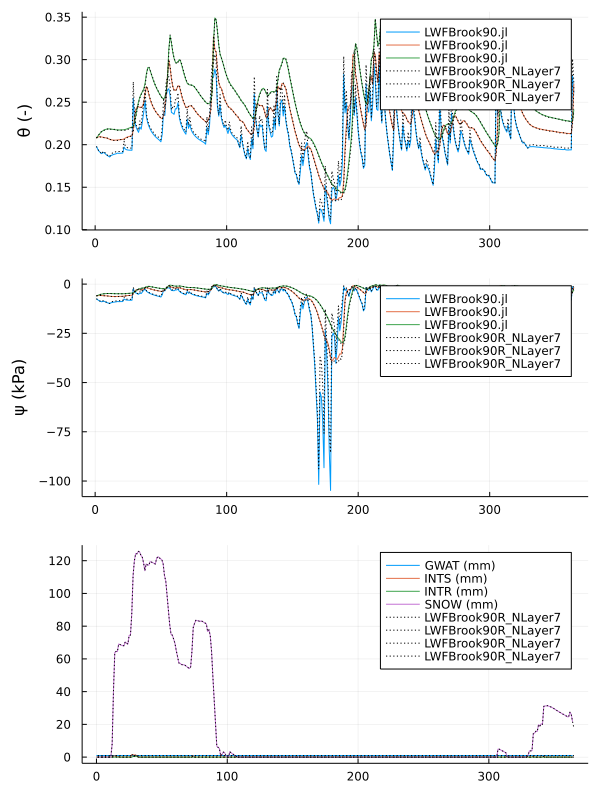 0.35
LWFBrook90.jl
LWFBrook90.jl
0.30
LWFBrook90.jl
LWFBrook90R_NLayer7
LWFBrook90R_NLayer7
0.25
LWFBrook90R_NLayer7
θ (-)
0.20
0.15
0.10
0 100 200 300
0
LWFBrook90.jl
LWFBrook90.jl
LWFBrook90.jl
−25
LWFBrook90R_NLayer7
LWFBrook90R_NLayer7
LWFBrook90R_NLayer7
ψ (kPa)
−50
−75
−100
0 100 200 300
120
GWAT (mm)
INTS (mm)
INTR (mm)
100
SNOW (mm)
LWFBrook90R_NLayer7
80
LWFBrook90R_NLayer7
LWFBrook90R_NLayer7
LWFBrook90R_NLayer7
60
40
20
0
0 100 200 300